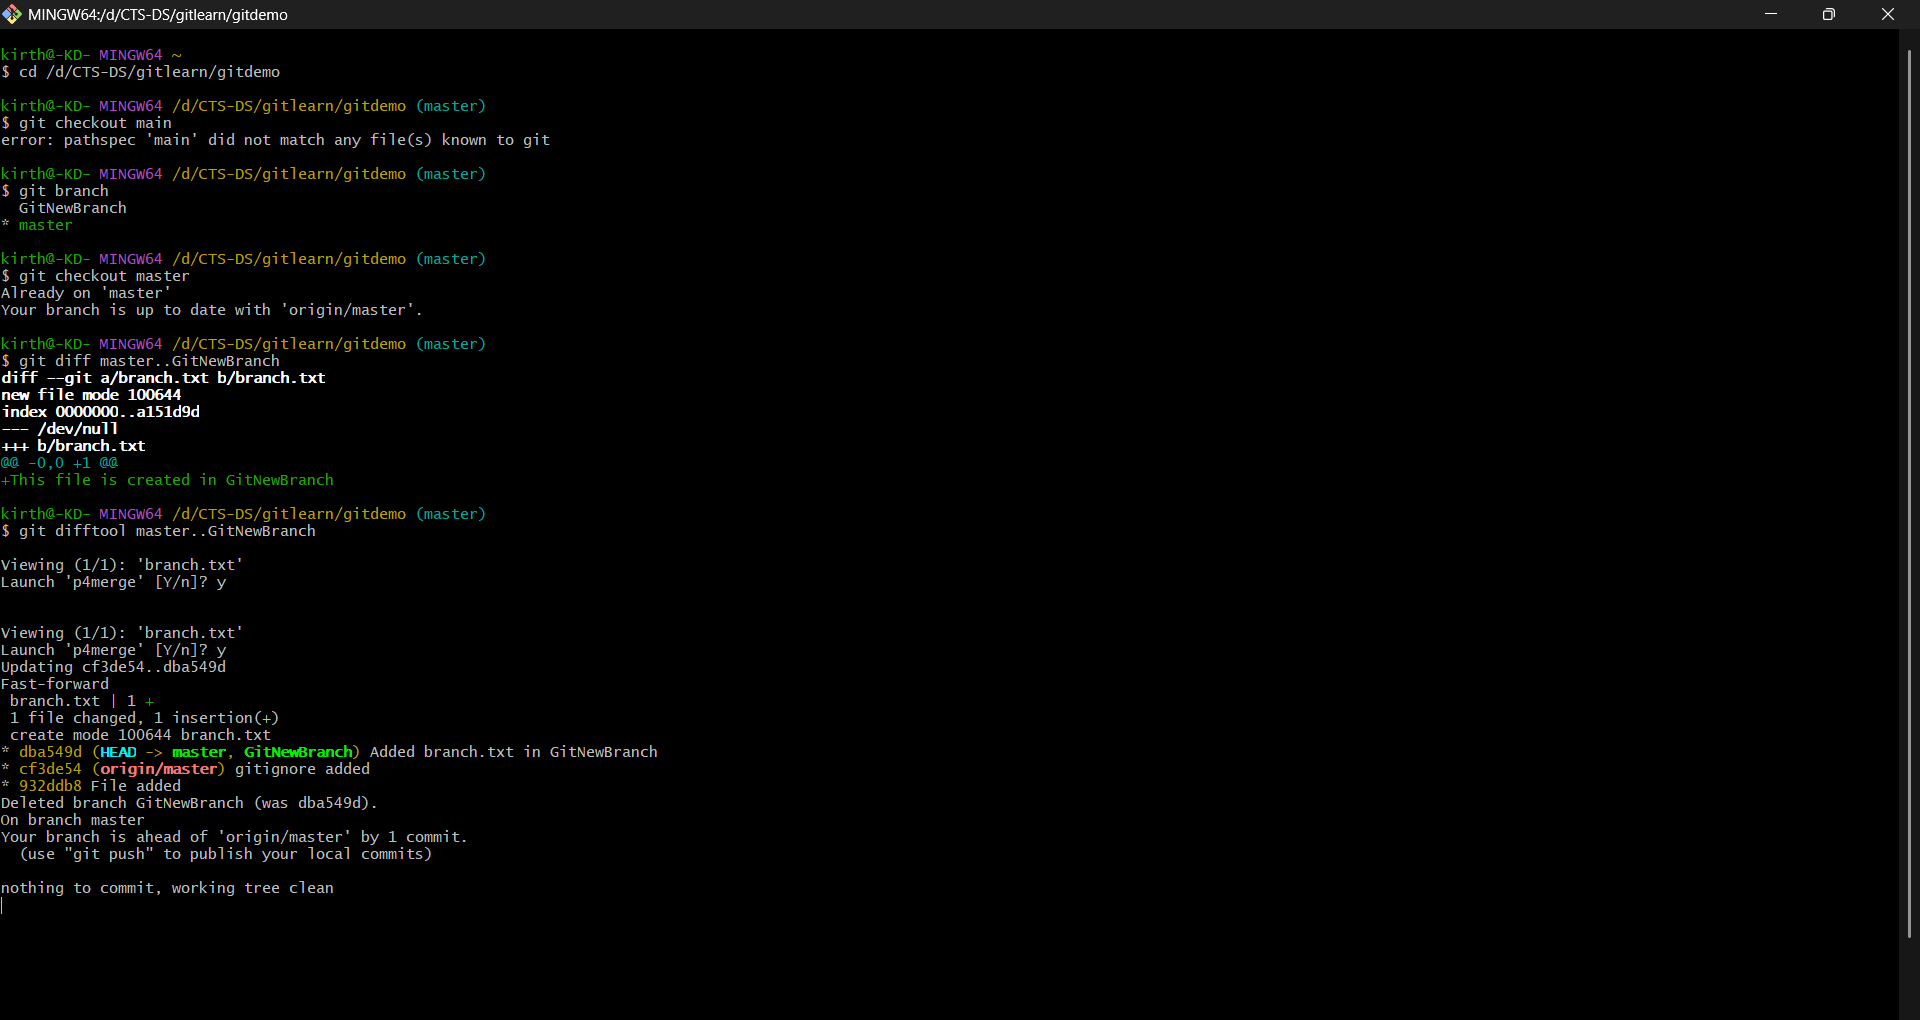 MINGW64:/d/CTS-DS/gitlearn/gitdemo
kirth@-KD- MINGW64 ~
$ cd /d/CTS-DS/gitlearn/gitdemo
kirth@-KD- MINGW64 /d/CTS-DS/gitlearn/gitdemo (master)
$ git checkout main
error: pathspec 'main' did not match any file(s) known to git
kirth@-KD- MINGW64 /d/CTS-DS/gitlearn/gitdemo (master)
$ git branch
  GitNewBranch
* master
kirth@-KD- MINGW64 /d/CTS-DS/gitlearn/gitdemo (master)
$ git checkout master
Already on 'master'
Your branch is up to date with 'origin/master'.
kirth@-KD- MINGW64 /d/CTS-DS/gitlearn/gitdemo (master)
$ git diff master..GitNewBranch
diff --git a/branch.txt b/branch.txt
new file mode 100644
index 0000000..a151d9d
--- /dev/null
+++ b/branch.txt
@@ -0,0 +1 @@
+This file is created in GitNewBranch
kirth@-KD- MINGW64 /d/CTS-DS/gitlearn/gitdemo (master)
$ git difftool master..GitNewBranch
Viewing (1/1): 'branch.txt'
Launch 'p4merge' [Y/n]? y
Viewing (1/1): 'branch.txt'
Launch 'p4merge' [Y/n]? y
Updating cf3de54..dba549d
Fast-forward
 branch.txt | 1 +
 1 file changed, 1 insertion(+)
 create mode 100644 branch.txt
* dba549d (HEAD -> master, GitNewBranch) Added branch.txt in GitNewBranch
* cf3de54 (origin/master) gitignore added
* 932ddb8 File added
Deleted branch GitNewBranch (was dba549d).
On branch master
Your branch is ahead of 'origin/master' by 1 commit.
  (use "git push" to publish your local commits)
nothing to commit, working tree clean